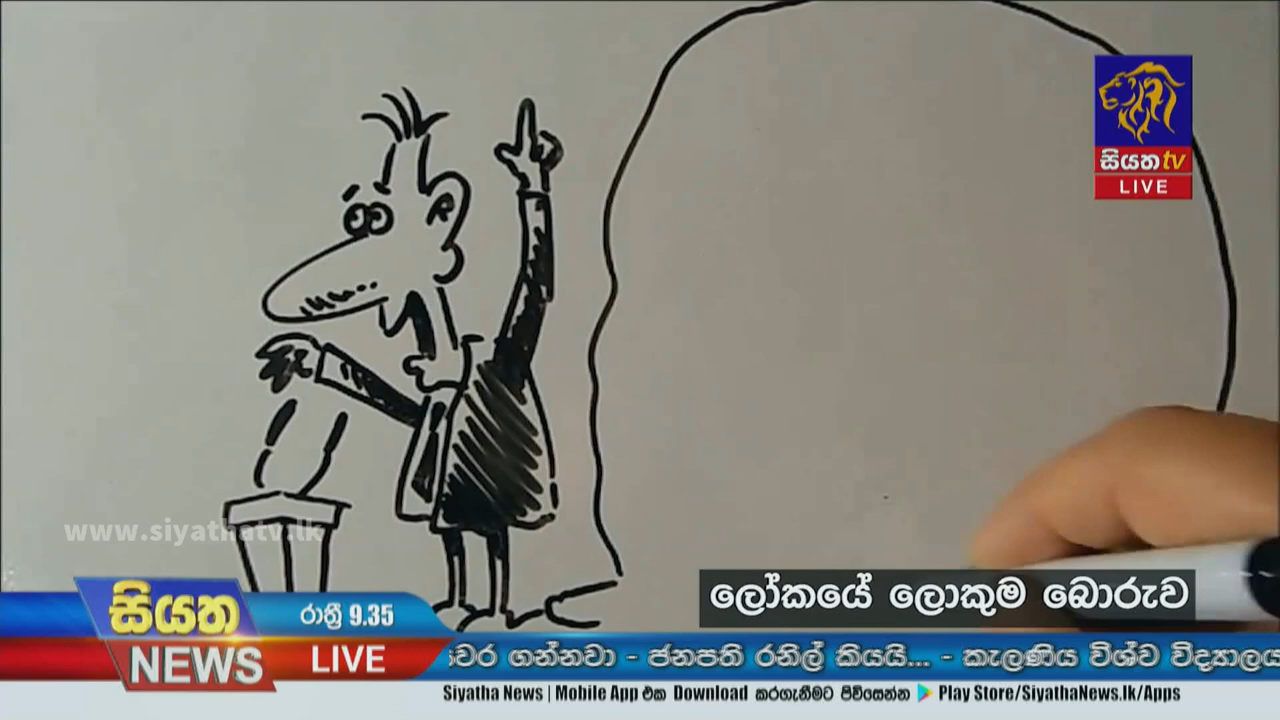 සියත tv
LIVE
www.siyathatv.lk
ලෝකයේ ලොකුම බොරුව
සියත
NEWS
රාත්‍රී 9.35
LIVE
ගන්නවා - ජනපති රනිල් කියයි... - කැලණිය විශ්ව විද්‍යාලය
Siyatha News | Mobile App එක Download කරගැනීමට පිවිසෙන්න Play Store/SiyathaNews.lk/Apps